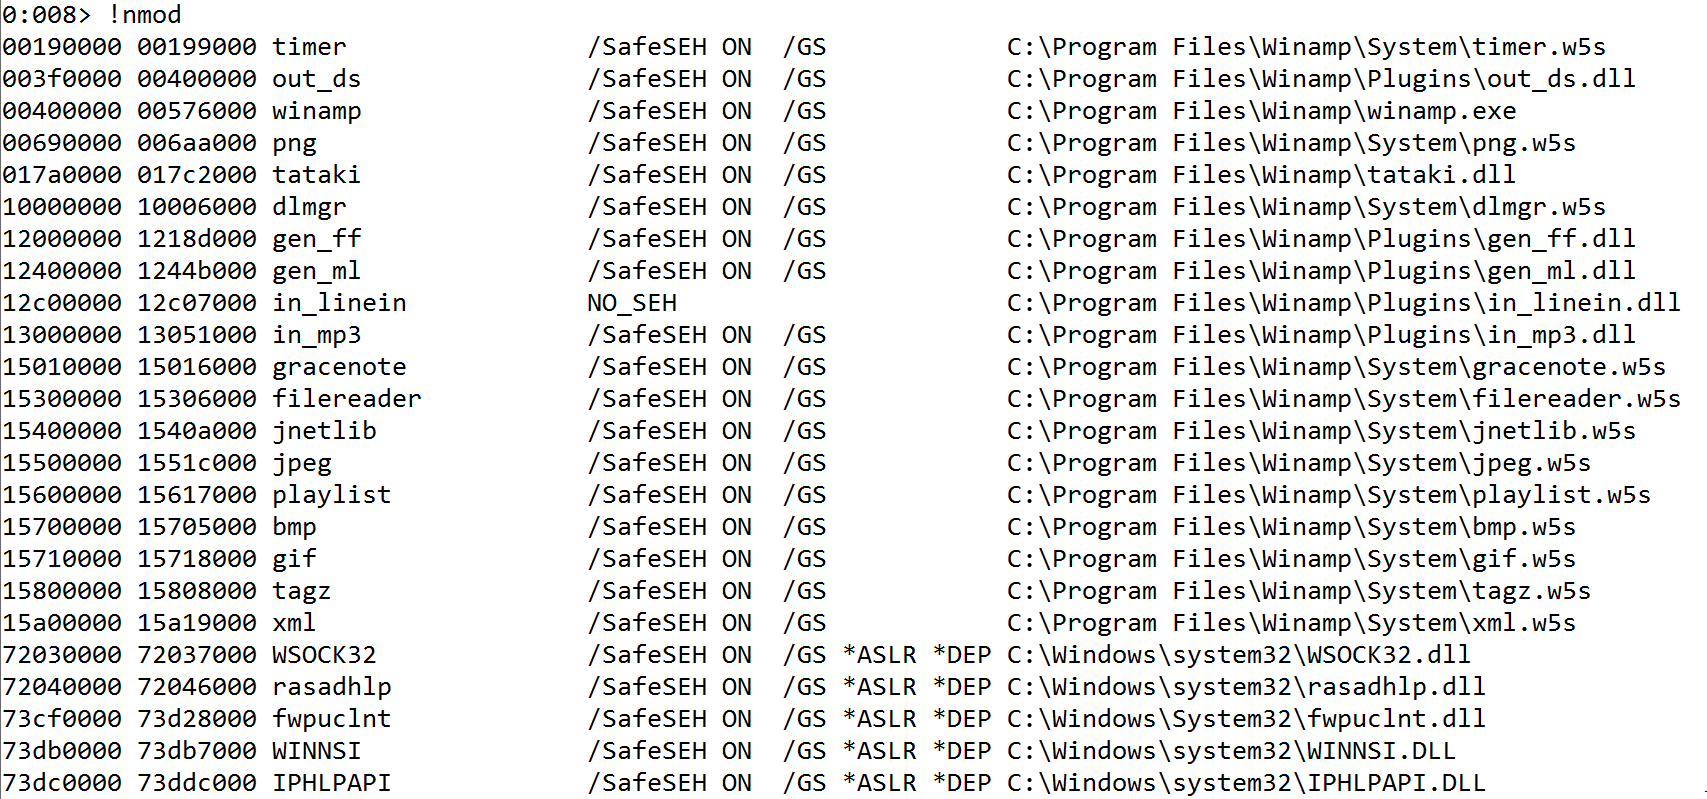 0:008> !nmod
00190000 00199000 timer                /SafeSEH ON  /GS            C:\Program Files\Winamp\System\timer.w5s
003f0000 00400000 out_ds               /SafeSEH ON  /GS            C:\Program Files\Winamp\Plugins\out_ds.dll
00400000 00576000 winamp               /SafeSEH ON  /GS            C:\Program Files\Winamp\winamp.exe
00690000 006aa000 png                  /SafeSEH ON  /GS            C:\Program Files\Winamp\System\png.w5s
017a0000 017c2000 tataki               /SafeSEH ON  /GS            C:\Program Files\Winamp\tataki.dll
10000000 10006000 dlmgr                /SafeSEH ON  /GS            C:\Program Files\Winamp\System\dlmgr.w5s
12000000 1218d000 gen_ff               /SafeSEH ON  /GS            C:\Program Files\Winamp\Plugins\gen_ff.dll
12400000 1244b000 gen_ml               /SafeSEH ON  /GS            C:\Program Files\Winamp\Plugins\gen_ml.dll
12c00000 12c07000 in_linein            NO_SEH                      C:\Program Files\Winamp\Plugins\in_linein.dll
13000000 13051000 in_mp3               /SafeSEH ON  /GS            C:\Program Files\Winamp\Plugins\in_mp3.dll
15010000 15016000 gracenote            /SafeSEH ON  /GS            C:\Program Files\Winamp\System\gracenote.w5s
15300000 15306000 filereader           /SafeSEH ON  /GS            C:\Program Files\Winamp\System\filereader.w5s
15400000 1540a000 jnetlib              /SafeSEH ON  /GS            C:\Program Files\Winamp\System\jnetlib.w5s
15500000 1551c000 jpeg                 /SafeSEH ON  /GS            C:\Program Files\Winamp\System\jpeg.w5s
15600000 15617000 playlist             /SafeSEH ON  /GS            C:\Program Files\Winamp\System\playlist.w5s
15700000 15705000 bmp                  /SafeSEH ON  /GS            C:\Program Files\Winamp\System\bmp.w5s
15710000 15718000 gif                  /SafeSEH ON  /GS            C:\Program Files\Winamp\System\gif.w5s
15800000 15808000 tagz                 /SafeSEH ON  /GS            C:\Program Files\Winamp\System\tagz.w5s
15a00000 15a19000 xml                  /SafeSEH ON  /GS            C:\Program Files\Winamp\System\xml.w5s
72030000 72037000 WSOCK32              /SafeSEH ON  /GS *ASLR *DEP C:\Windows\system32\WSOCK32.dll
72040000 72046000 rasadhlp             /SafeSEH ON  /GS *ASLR *DEP C:\Windows\system32\rasadhlp.dll
73cf0000 73d28000 fwpuclnt             /SafeSEH ON  /GS *ASLR *DEP C:\Windows\System32\fwpuclnt.dll
73db0000 73db7000 WINNSI               /SafeSEH ON  /GS *ASLR *DEP C:\Windows\system32\WINNSI.DLL
73dc0000 73ddc000 IPHLPAPI             /SafeSEH ON  /GS *ASLR *DEP C:\Windows\system32\IPHLPAPI.DLL